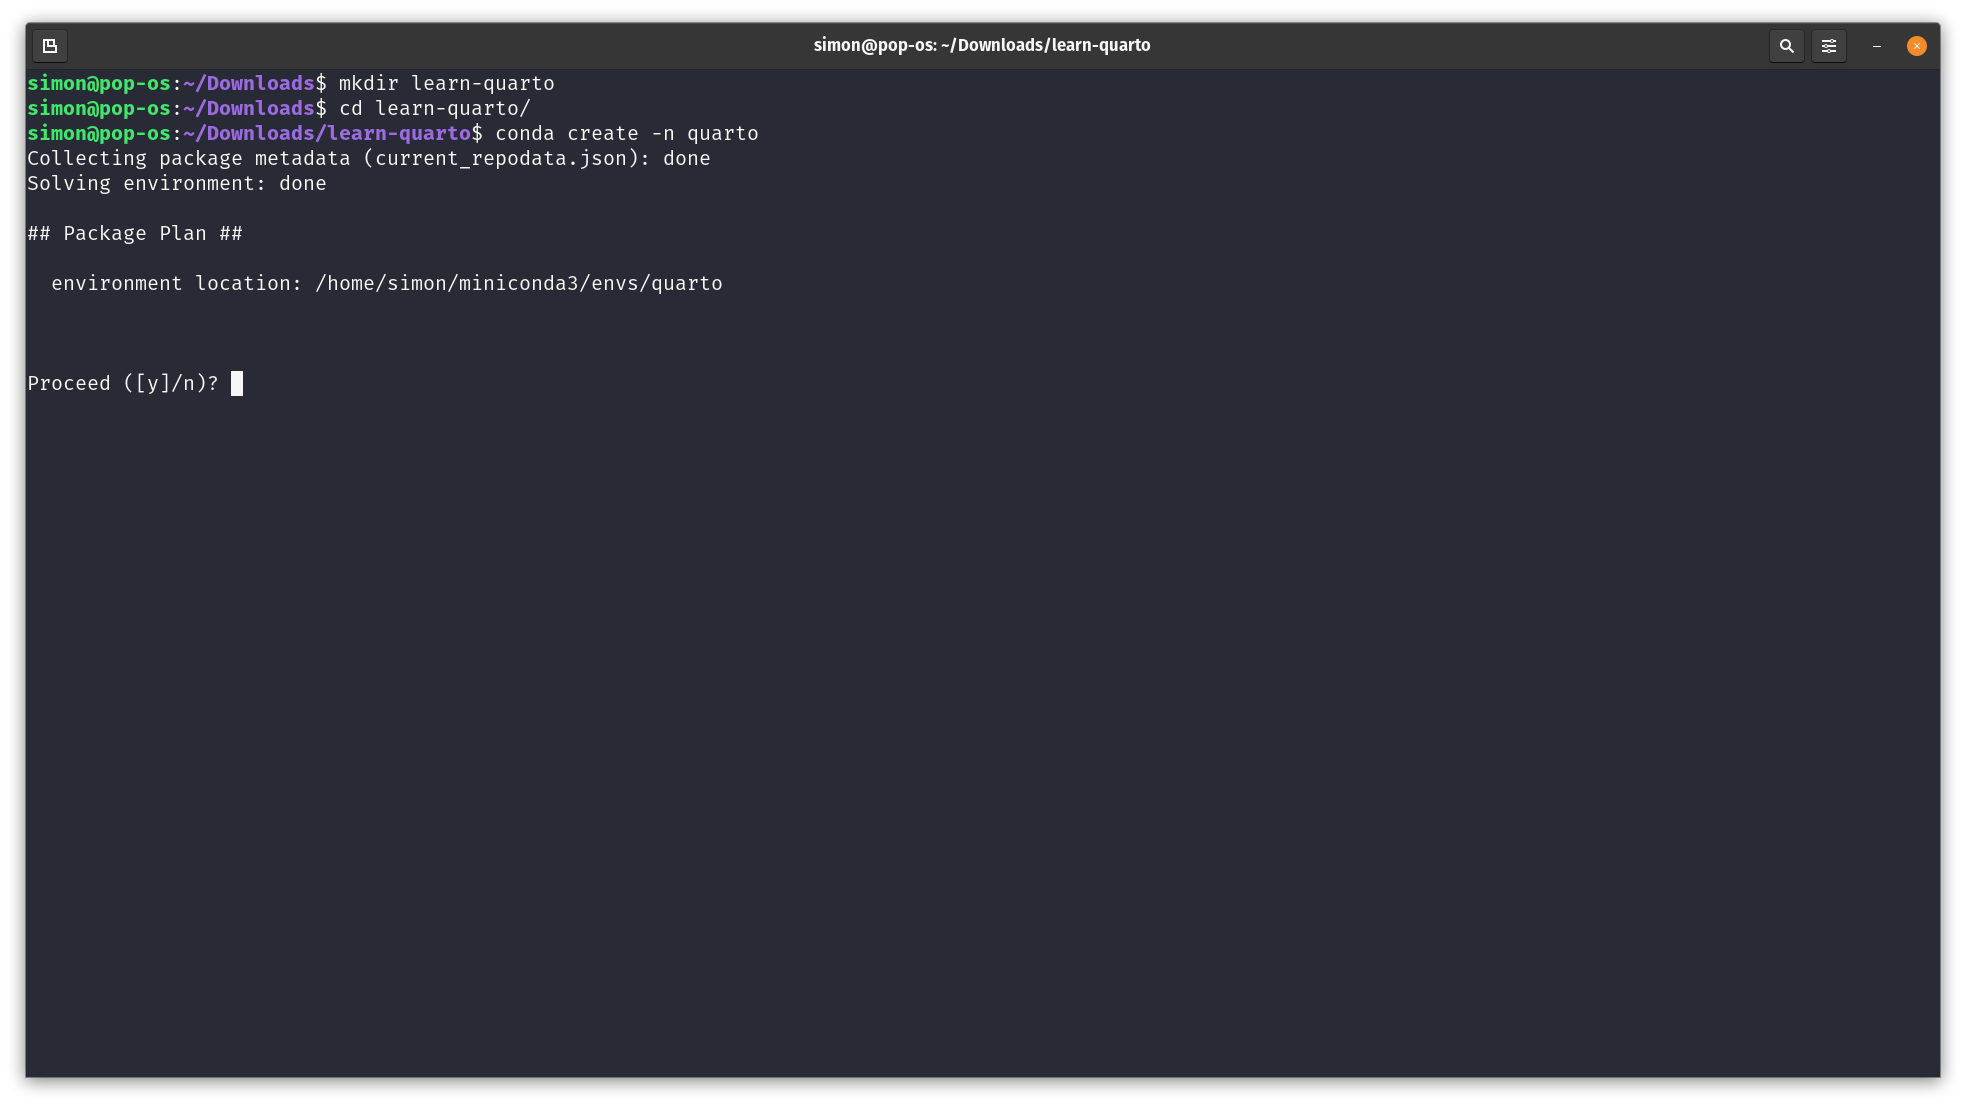 simon@pop-os: ~/Downloads/learn-quarto
simon@pop-os:~/Downloads$ mkdir learn-quarto
simon@pop-os:~/Downloads$ cd learn-quarto/
simon@pop-os:~/Downloads/learn-quarto$ conda create -n quarto
Collecting package metadata (current_repodata.json): done
Solving environment: done
## Package Plan ##
environment location: /home/simon/miniconda3/envs/quarto
Proceed ([y]/n)?